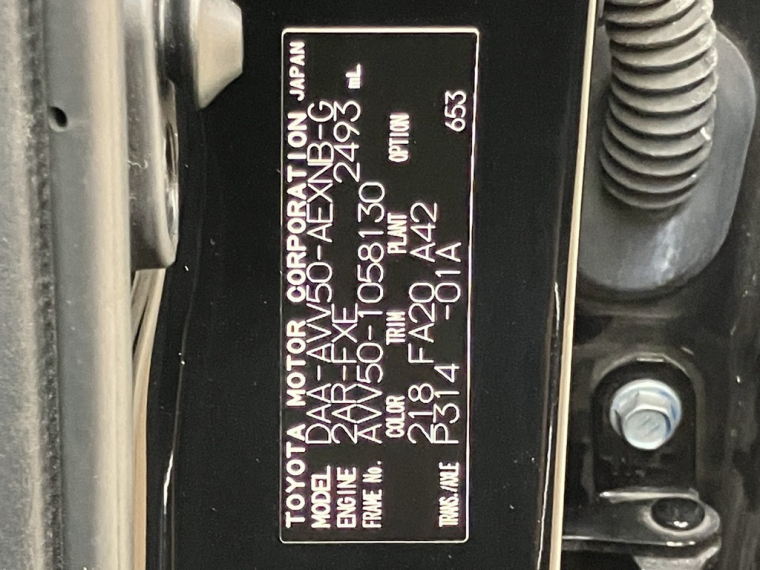 TOYOTA MOTOR CORPORATION JAPAN
MODEL DAA-AVV50-AEXNB-G
ENGINE 2AR-FXE 2493 mL
FRAME No. AVV50-1058130
COLOR TRIM PLANT OPTION
218 FA20 A42
TRANS./AXLE P314 -01A 653